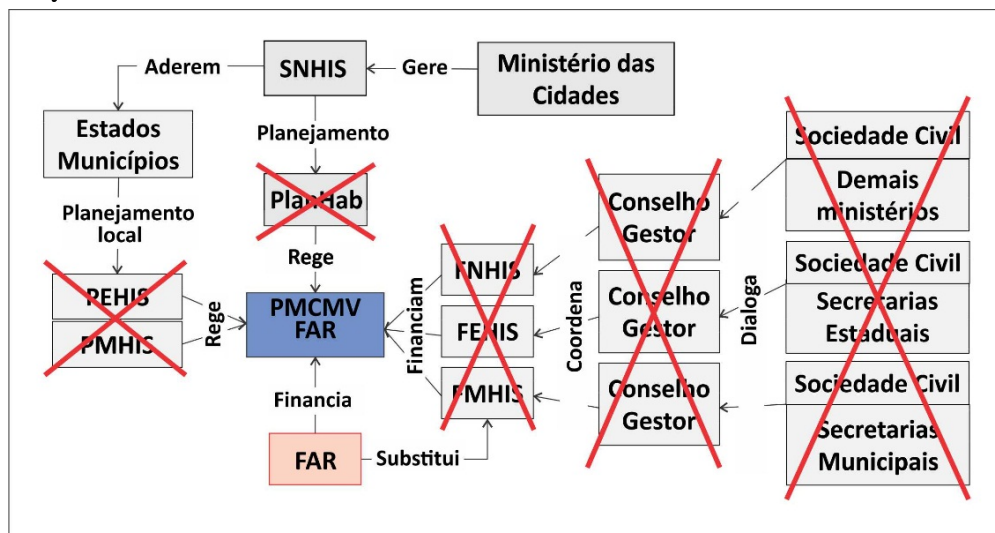 Aderem
SNHIS
Gere
Ministério das
Cidades
Estados
Municípios
Planejamento
PlanHab
Planejamento
local
Rege
PEHIS
PMHIS
Rege
PMCMV
FAR
Financia
FAR
Substitui
Financiam
FNHIS
FEHIS
FMHIS
Coordena
Conselho
Gestor
Conselho
Gestor
Conselho
Gestor
Dialoga
Sociedade Civil
Demais
ministérios
Sociedade Civil
Secretarias
Estaduais
Sociedade Civil
Secretarias
Municipais